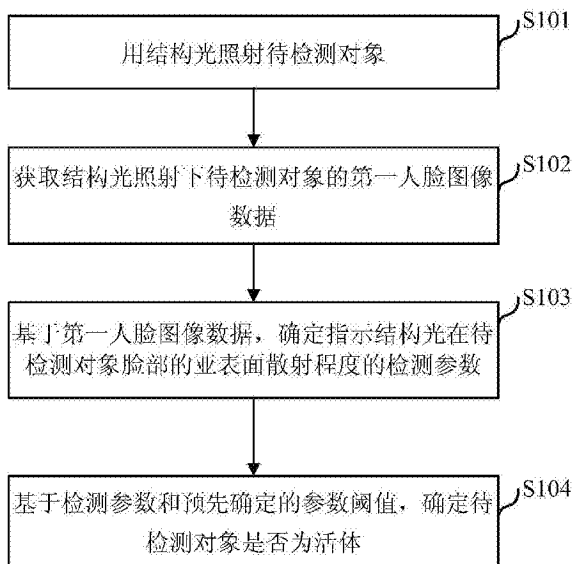 S101
用结构光照射待检测对象
S102
获取结构光照射下待检测对象的第一人脸图像
数据
S103
基于第一人脸图像数据，确定指示结构光在待
检测对象脸部的亚表面散射程度的检测参数
S104
基于检测参数和预先确定的参数阈值，确定待
检测对象是否为活体